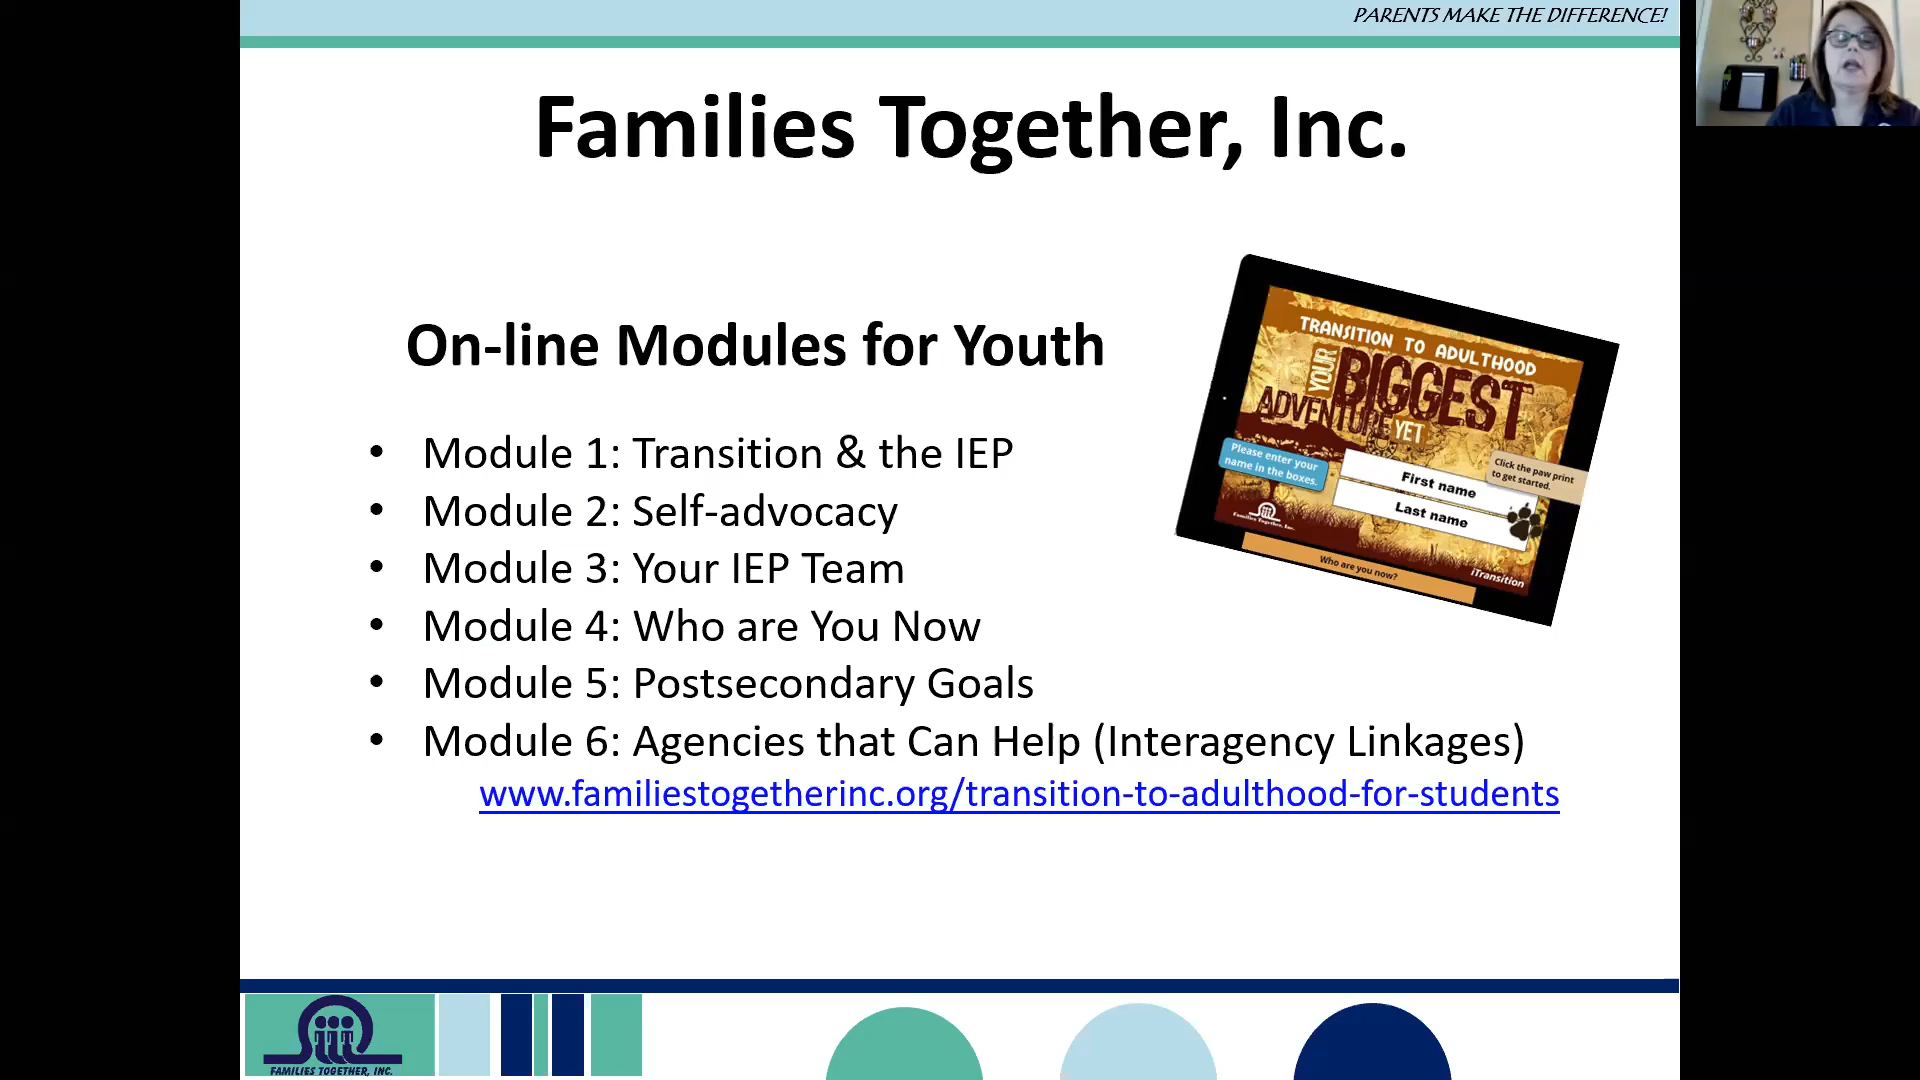 PARENTS MAKE THE DIFFERENCE!
Families Together, Inc.
On-line Modules for Youth
• Module 1: Transition & the IEP
• Module 2: Self-advocacy
• Module 3: Your IEP Team
• Module 4: Who are You Now
• Module 5: Postsecondary Goals
• Module 6: Agencies that Can Help (Interagency Linkages)
www.familiestogetherinc.org/transition-to-adulthood-for-students
TRANSITION TO ADULTHOOD
YOUR BIGGEST
ADVENTURE YET
Please enter your
name in the boxes.
First name
Last name
Click the paw print
to get started.
Families Together, Inc.
Who are you now?
iTransition
FAMILIES TOGETHER, INC.